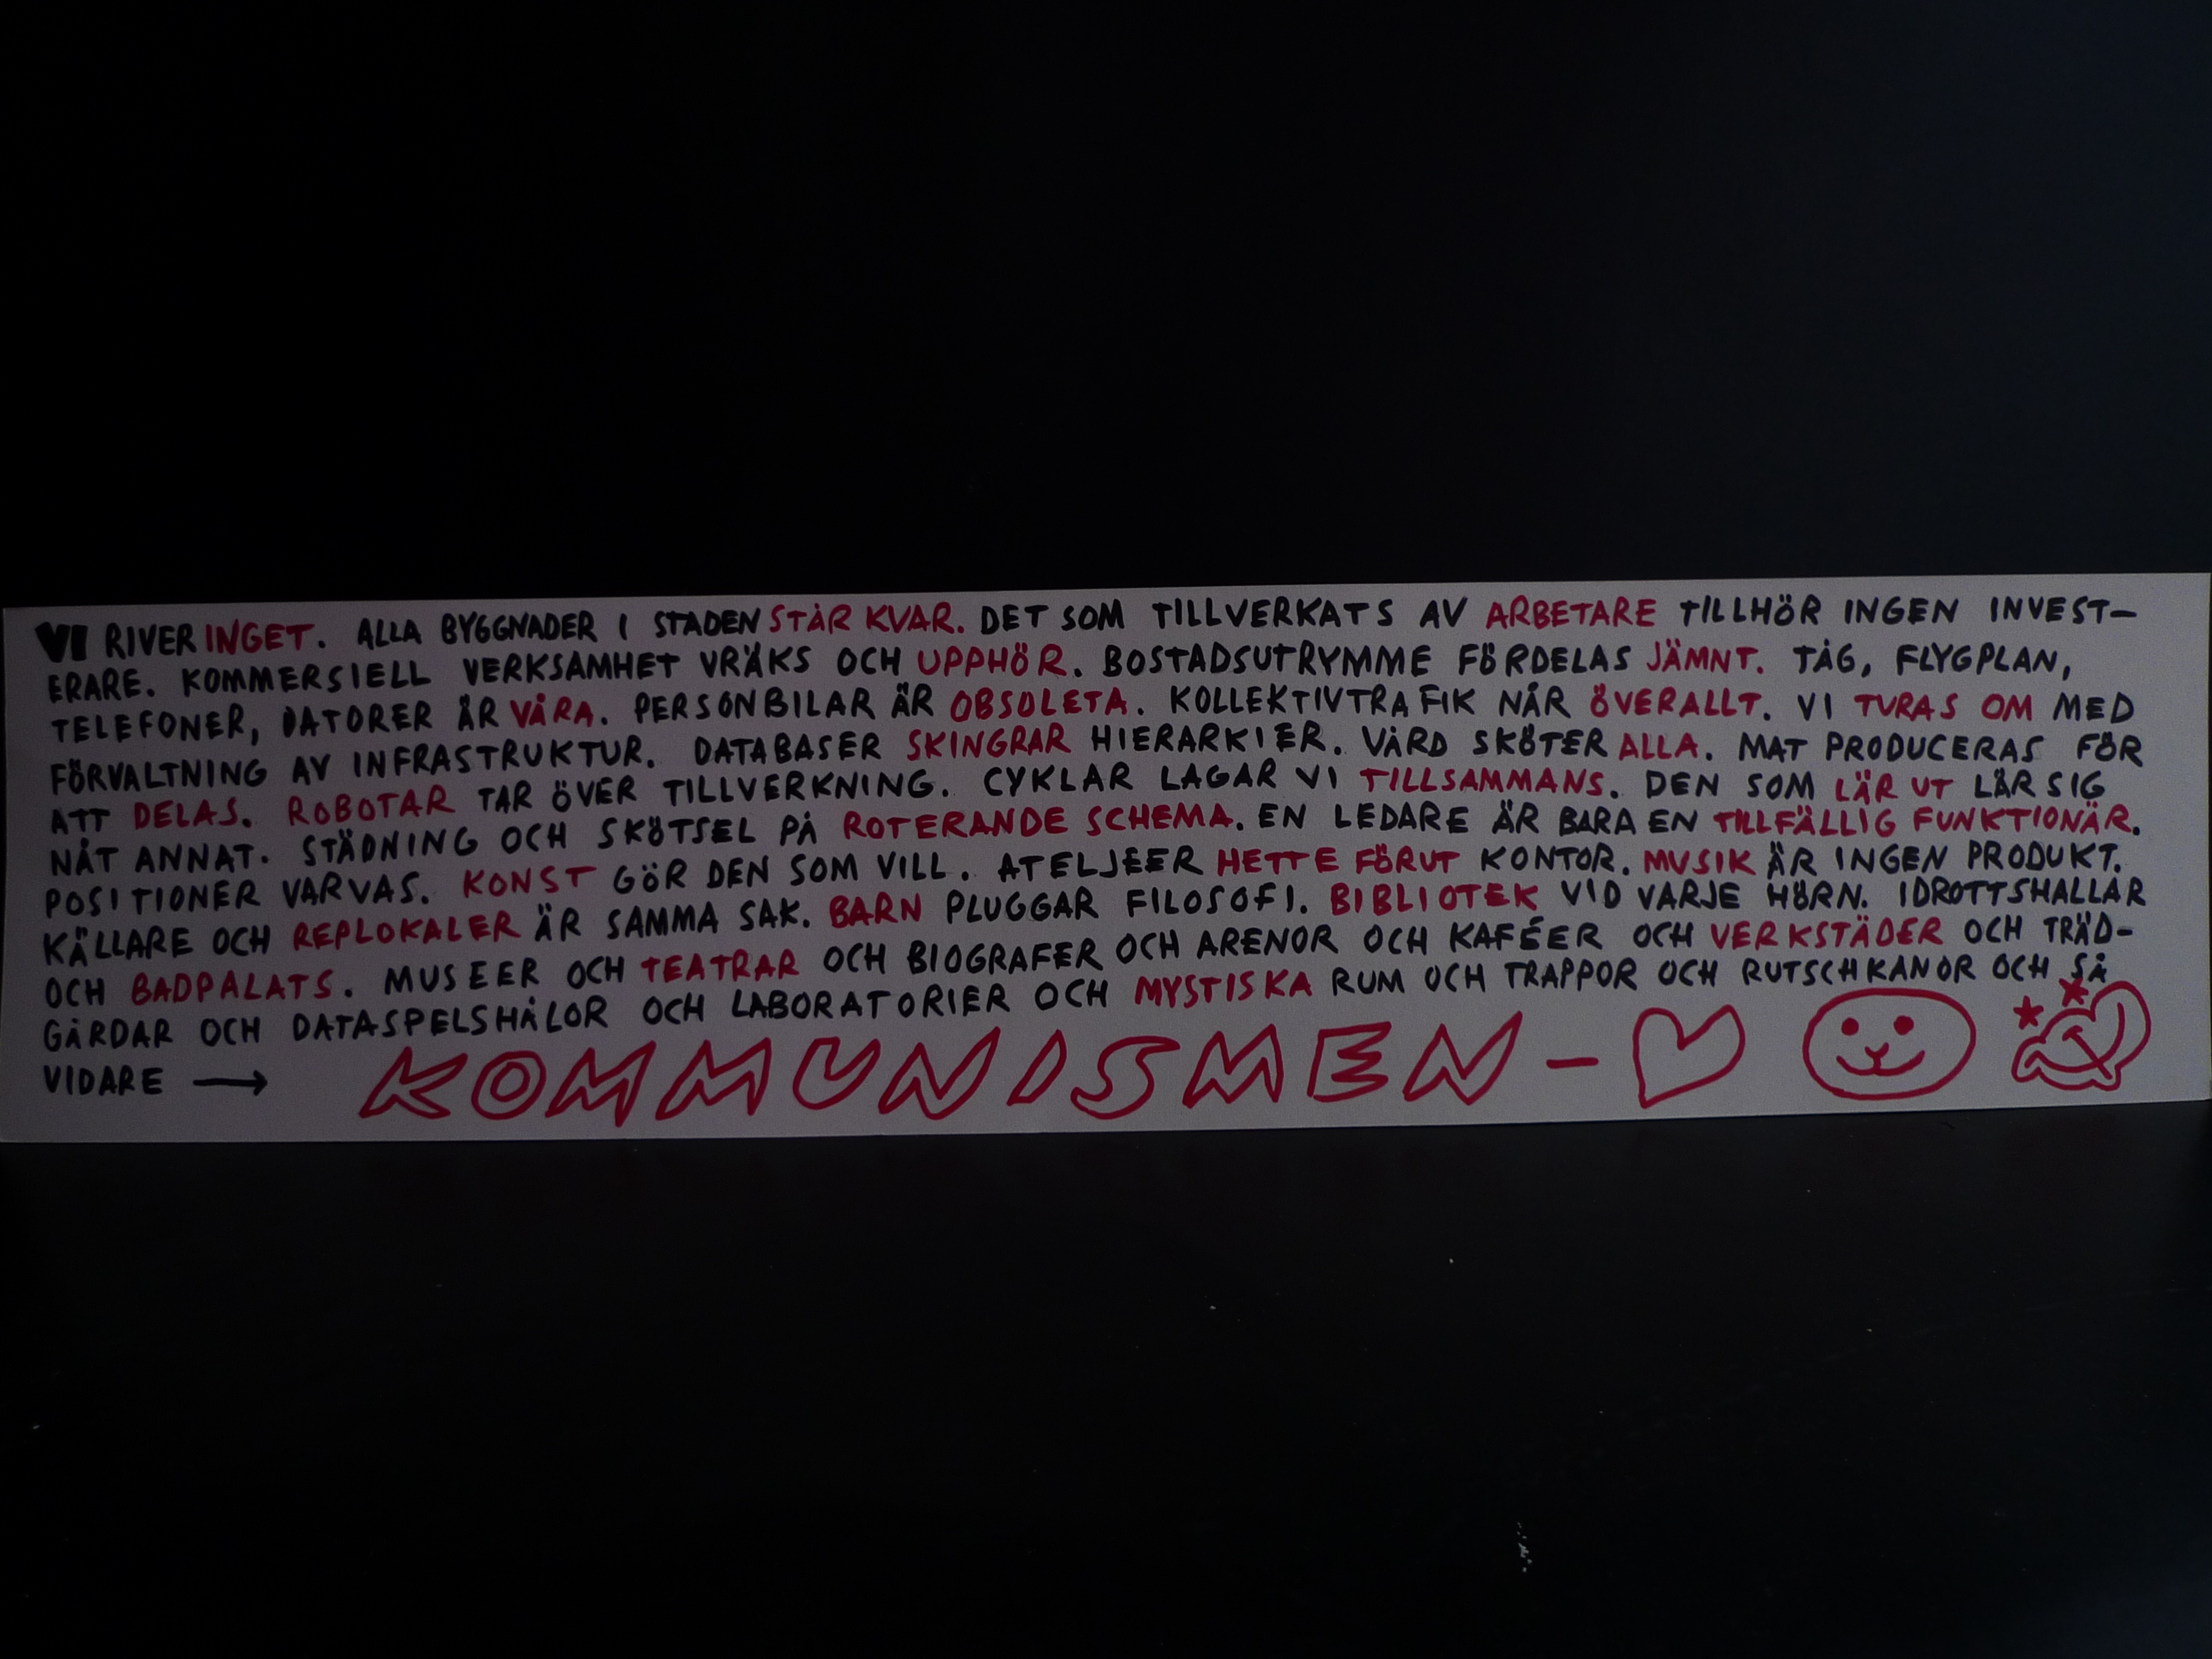 VI RIVER INGET. ALLA BYGGNADER I STADEN STÅR KVAR. DET SOM TILLVERKATS AV ARBETARE TILLHÖR INGEN INVEST-
ERARE. KOMMERSIELL VERKSAMHET VRÄKS OCH UPPHÖR. BOSTADSUTRYMME FÖRDELAS JÄMNT. TÅG, FLYGPLAN,
TELEFONER, DATORER ÄR VÅRA. PERSONBILAR ÄR OBSOLETA. KOLLEKTIVTRAFIK NÅR ÖVERALLT. VI TURAS OM MED
FÖRVALTNING AV INFRASTRUKTUR. DATABASER SKINGRAR HIERARKIER. VÅRD SKÖTER ALLA. MAT PRODUCERAS FÖR
ATT DELAS. ROBOTAR TAR ÖVER TILLVERKNING. CYKLAR LAGAR VI TILLSAMMANS. DEN SOM LÄR UT LÄR SIG
NÅT ANNAT. STÄDNING OCH SKÖTSEL PÅ ROTERANDE SCHEMA. EN LEDARE ÄR BARA EN TILLFÄLLIG FUNKTIONÄR.
POSITIONER VARVAS. KONST GÖR DEN SOM VILL. ATELJEER HETTE FÖRUT KONTOR. MUSIK ÄR INGEN PRODUKT.
KÄLLARE OCH REPLOKALER ÄR SAMMA SAK. BARN PLUGGAR FILOSOFI. BIBLIOTEK VID VARJE HÖRN. IDROTTSHALLAR
OCH BADPALATS. MUSEER OCH TEATRAR OCH BIOGRAFER OCH ARENOR OCH KAFÉER OCH VERKSTÄDER OCH TRÄD-
GÅRDAR OCH DATASPELSHÅLOR OCH LABORATORIER OCH MYSTISKA RUM OCH TRAPPOR OCH RUTSCHKANOR OCH SÅ
VIDARE → KOMMUNISMEN -